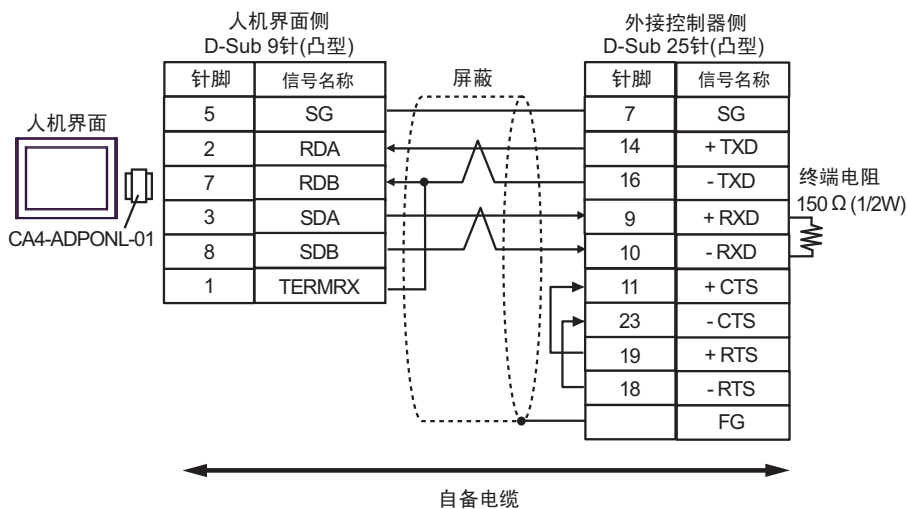 人机界面侧
D-Sub 9针(凸型)
外接控制器侧
D-Sub 25针(凸型)
针脚 信号名称
屏蔽
针脚 信号名称
5 SG
7 SG
人机界面
2 RDA
14 + TXD
7 RDB
16 - TXD
终端电阻
150 Ω (1/2W)
3 SDA
9 + RXD
CA4-ADPONL-01
8 SDB
10 - RXD
1 TERMRX
11 + CTS
23 - CTS
19 + RTS
18 - RTS
FG
自备电缆